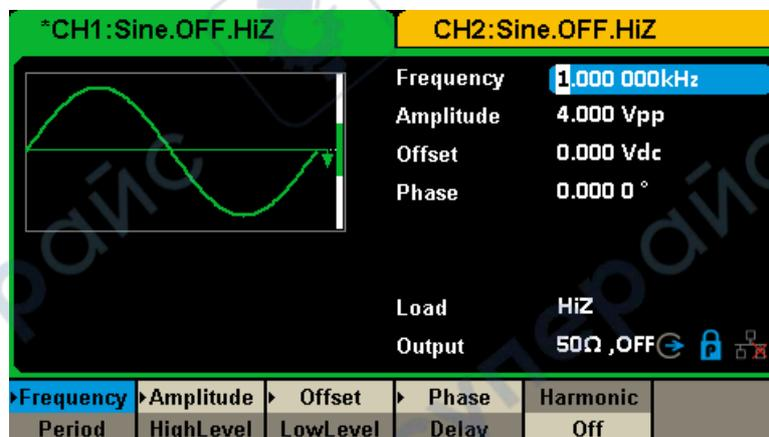 *CH1:Sine.OFF.HiZ CH2:Sine.OFF.HiZ
Frequency 1.000 000kHz
Amplitude 4.000 Vpp
Offset 0.000 Vdc
Phase 0.000 0 °
Load HiZ
Output 50Ω ,OFF P
Frequency Amplitude Offset Phase Harmonic
Period HighLevel LowLevel Delay Off